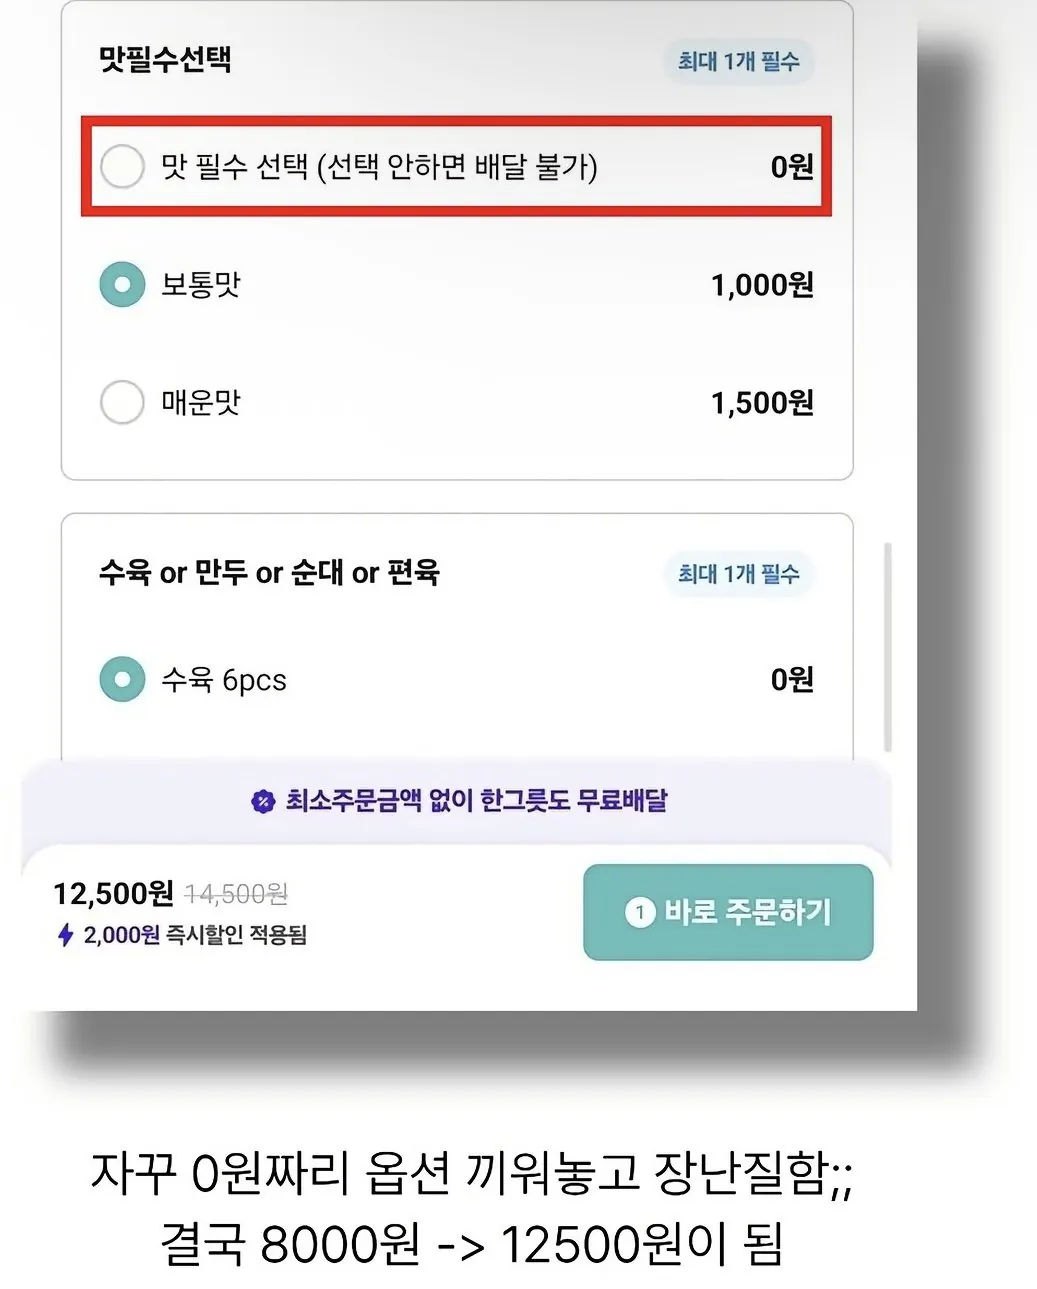 맛필수선택 최대 1개 필수
맛 필수 선택 (선택 안하면 배달 불가) 0원
보통맛 1,000원
매운맛 1,500원
수육 or 만두 or 순대 or 편육 최대 1개 필수
수육 6pcs 0원
최소주문금액 없이 한그릇도 무료배달
12,500원 14,500원
2,000원 즉시할인 적용됨
1 바로 주문하기
자꾸 0원짜리 옵션 끼워놓고 장난질함;;
결국 8000원 -> 12500원이 됨